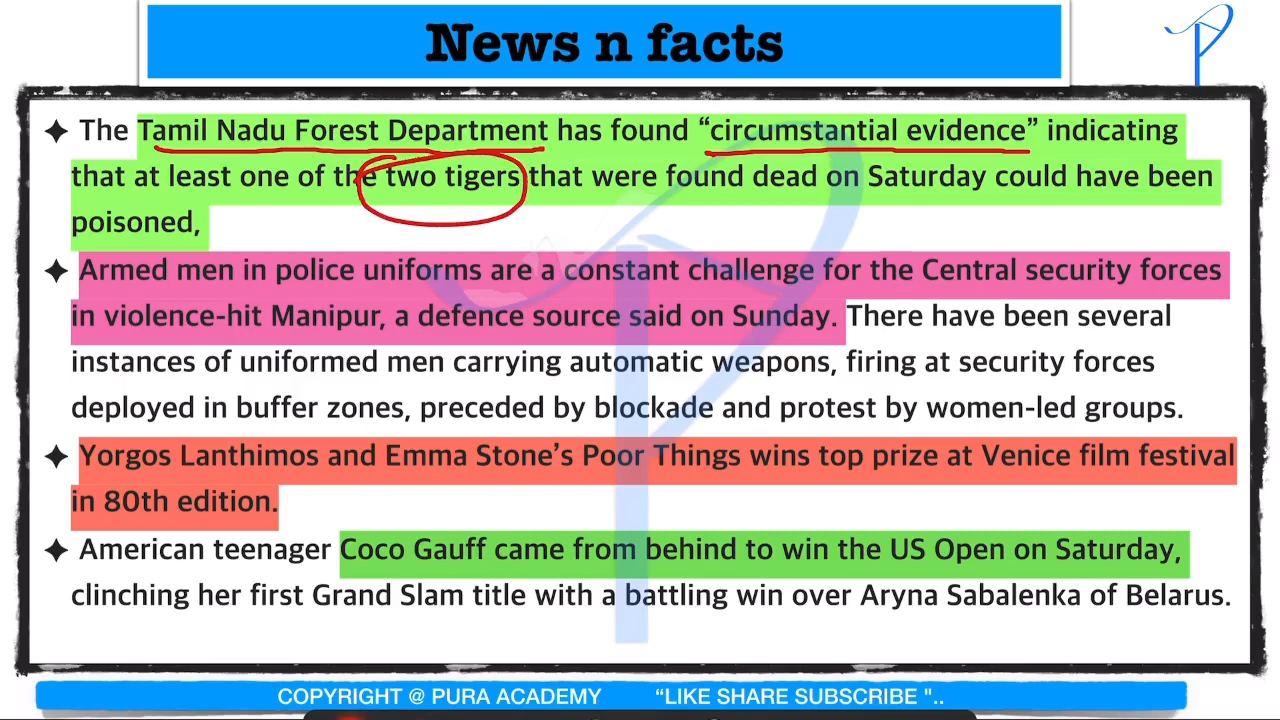 News n facts
✦ The Tamil Nadu Forest Department has found “circumstantial evidence” indicating
that at least one of the two tigers that were found dead on Saturday could have been
poisoned,
✦ Armed men in police uniforms are a constant challenge for the Central security forces
in violence-hit Manipur, a defence source said on Sunday. There have been several
instances of uniformed men carrying automatic weapons, firing at security forces
deployed in buffer zones, preceded by blockade and protest by women-led groups.
✦ Yorgos Lanthimos and Emma Stone’s Poor Things wins top prize at Venice film festival
in 80th edition.
✦ American teenager Coco Gauff came from behind to win the US Open on Saturday,
clinching her first Grand Slam title with a battling win over Aryna Sabalenka of Belarus.
COPYRIGHT @ PURA ACADEMY “LIKE SHARE SUBSCRIBE "..